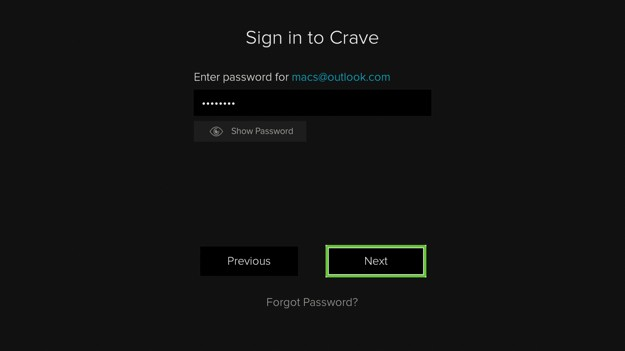 Sign in to Crave
Enter password for macs@outlook.com
••••••••
Show Password
Previous
Next
Forgot Password?